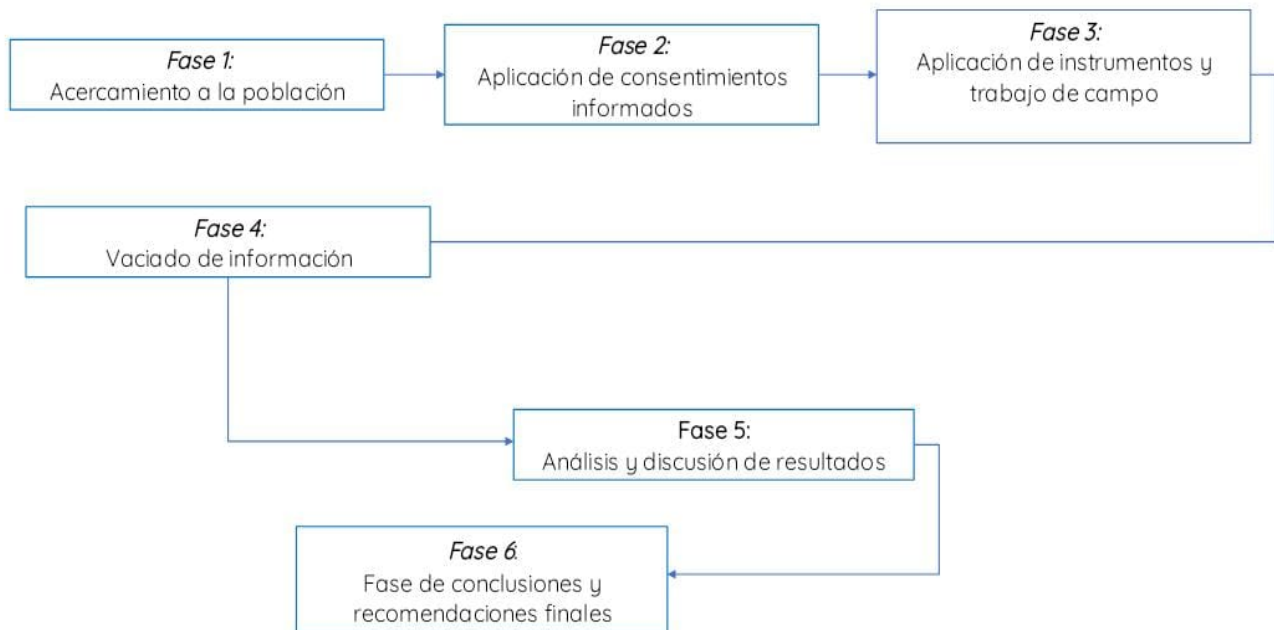 Fase 1:
Acercamiento a la población
Fase 2:
Aplicación de consentimientos
informados
Fase 3:
Aplicación de instrumentos y
trabajo de campo
Fase 4:
Vaciado de información
Fase 5:
Análisis y discusión de resultados
Fase 6:
Fase de conclusiones y
recomendaciones finales